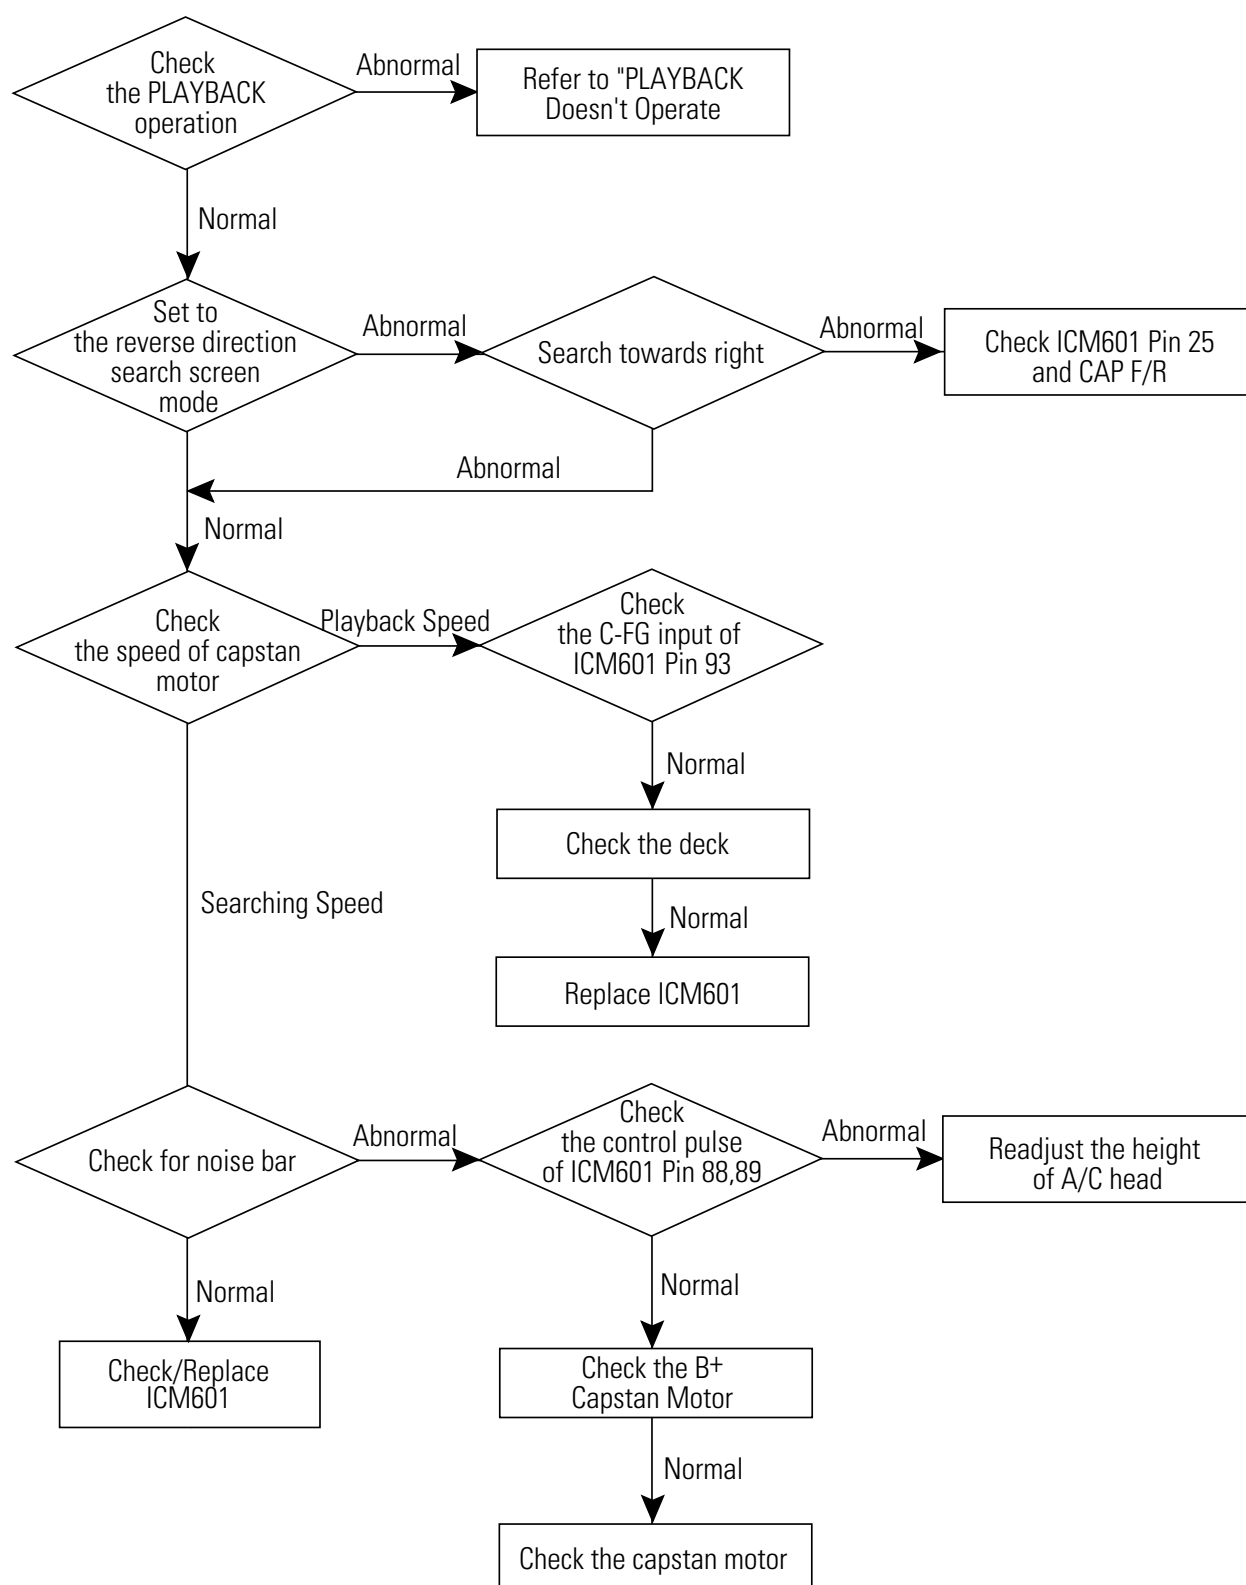 Check
the PLAYBACK
operation
Abnormal
Refer to "PLAYBACK
Doesn't Operate
Normal
Set to
the reverse direction
search screen
mode
Abnormal
Search towards right
Abnormal
Check ICM601 Pin 25
and CAP F/R
Abnormal
Normal
Check
the speed of capstan
motor
Playback Speed
Check
the C-FG input of
ICM601 Pin 93
Normal
Check the deck
Normal
Replace ICM601
Searching Speed
Check for noise bar
Abnormal
Check
the control pulse
of ICM601 Pin 88,89
Abnormal
Readjust the height
of A/C head
Normal
Check/Replace
ICM601
Normal
Check the B+
Capstan Motor
Normal
Check the capstan motor